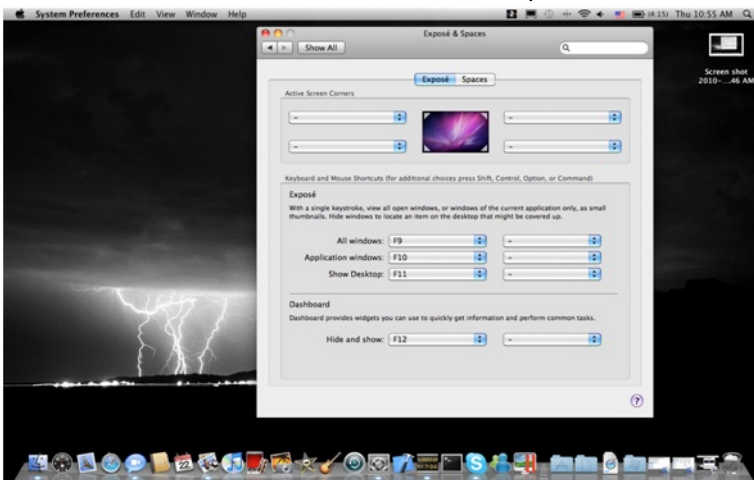 System Preferences Edit View Window Help
(4:15) Thu 10:55 AM
Exposé & Spaces
Show All
Screen shot
2010-....46 AM
Exposé Spaces
Active Screen Corners
- -
- -
Keyboard and Mouse Shortcuts (for additional choices press Shift, Control, Option, or Command)
Exposé
With a single keystroke, view all open windows, or windows of the current application only, as small
thumbnails. Hide windows to locate an item on the desktop that might be covered up.
All windows: F9 -
Application windows: F10 -
Show Desktop: F11 -
Dashboard
Dashboard provides widgets you can use to quickly get information and perform common tasks.
Hide and show: F12 -
?
22